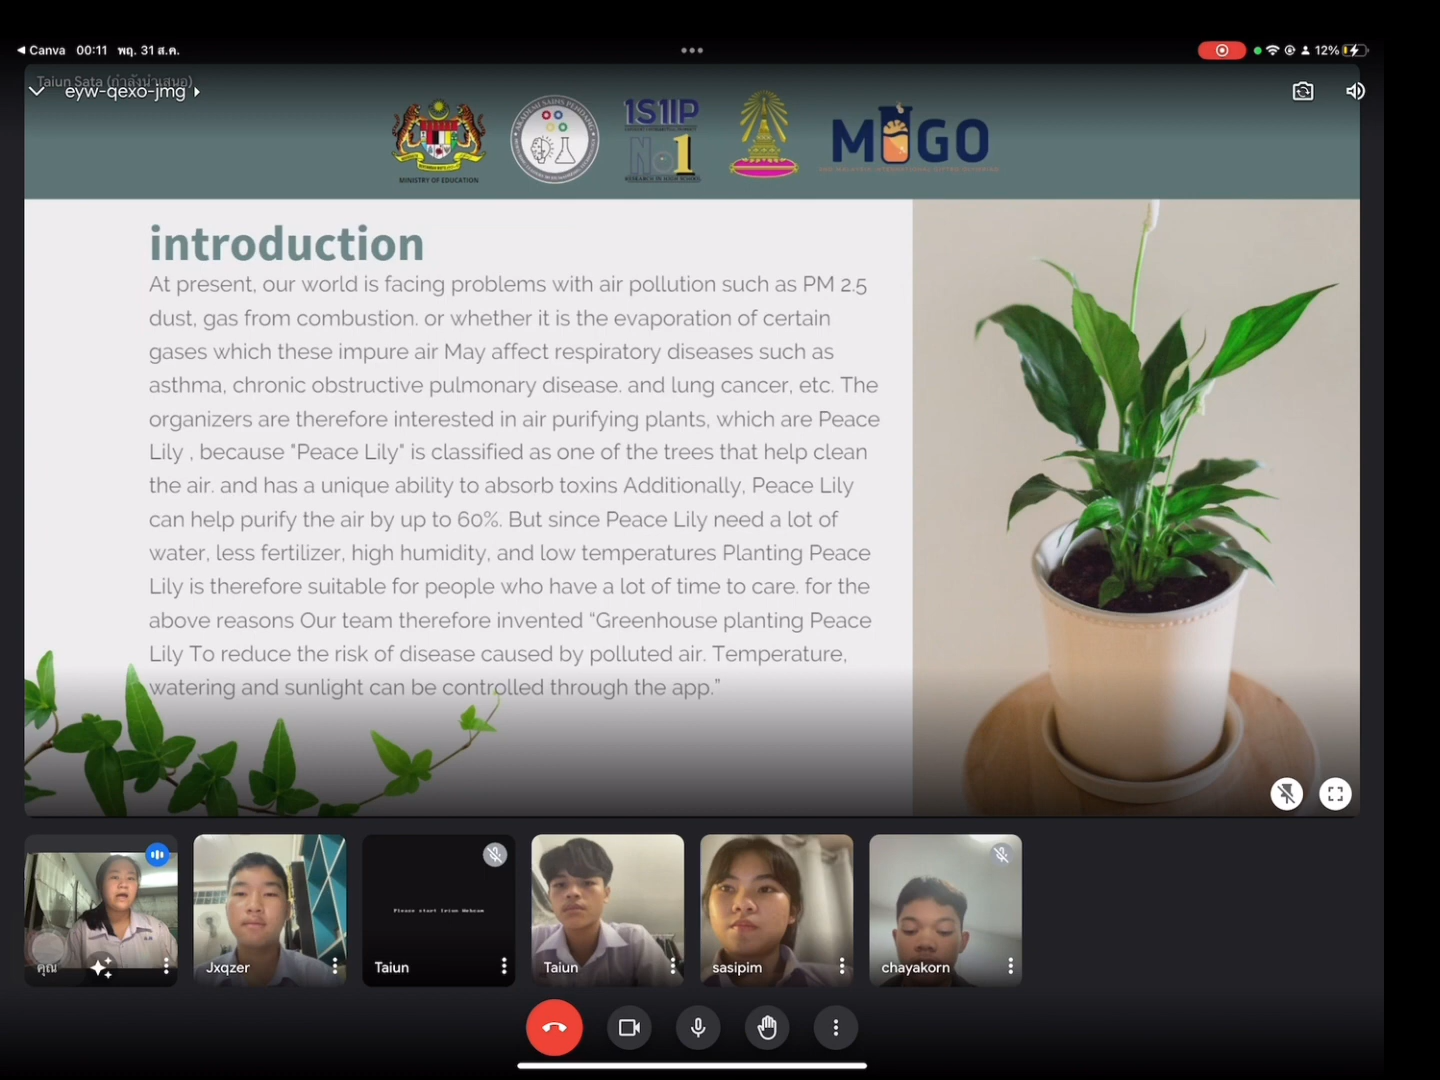 Canva 00:11 พฤ. 31 ส.ค.
12%
Taiun Sata (กำลังนำเสนอ)
eyw-qexo-jmg
MINISTRY OF EDUCATION
1S1IP
No1
RESEARCH IN HIGH SCHOOL
MIIGO
introduction
At present, our world is facing problems with air pollution such as PM 2.5
dust, gas from combustion. or whether it is the evaporation of certain
gases which these impure air May affect respiratory diseases such as
asthma, chronic obstructive pulmonary disease. and lung cancer, etc. The
organizers are therefore interested in air purifying plants, which are Peace
Lily , because "Peace Lily" is classified as one of the trees that help clean
the air. and has a unique ability to absorb toxins Additionally, Peace Lily
can help purify the air by up to 60%. But since Peace Lily need a lot of
water, less fertilizer, high humidity, and low temperatures Planting Peace
Lily is therefore suitable for people who have a lot of time to care. for the
above reasons Our team therefore invented “Greenhouse planting Peace
Lily To reduce the risk of disease caused by polluted air. Temperature,
watering and sunlight can be controlled through the app.”
Please start Iriun Webcam
คุณ
Jxqzer
Taiun
Taiun
sasipim
chayakorn